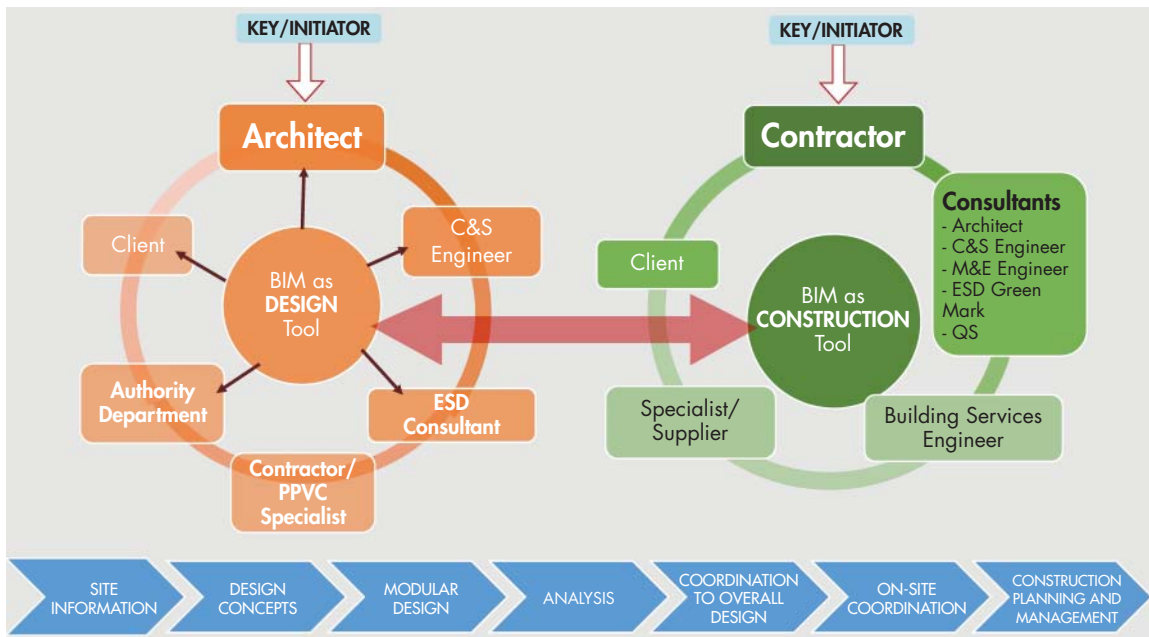 KEY/INITIATOR
Architect
Client
C&S
Engineer
BIM as
DESIGN
Tool
Authority
Department
ESD
Consultant
Contractor/
PPVC
Specialist
KEY/INITIATOR
Contractor
Consultants
- Architect
- C&S Engineer
- M&E Engineer
- ESD Green
Mark
- QS
Client
BIM as
CONSTRUCTION
Tool
Specialist/
Supplier
Building Services
Engineer
SITE
INFORMATION
DESIGN
CONCEPTS
MODULAR
DESIGN
ANALYSIS
COORDINATION
TO OVERALL
DESIGN
ON-SITE
COORDINATION
CONSTRUCTION
PLANNING AND
MANAGEMENT